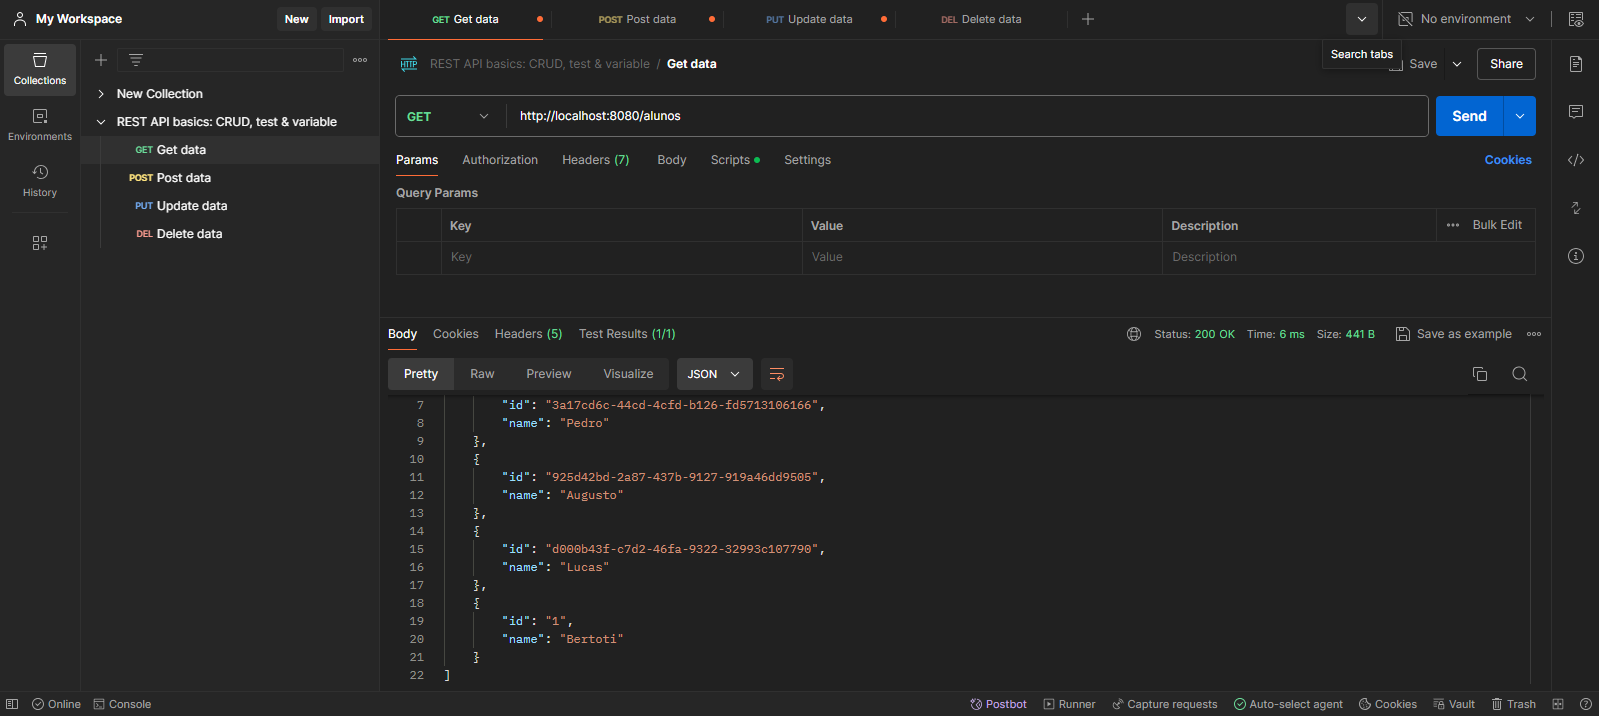 My Workspace
New
Import
GET Get data
POST Post data
PUT Update data
DEL Delete data
No environment
Search tabs
Collections
Environments
History
New Collection
REST API basics: CRUD, test & variable
GET Get data
POST Post data
PUT Update data
DEL Delete data
HTTP REST API basics: CRUD, test & variable / Get data
Save
Share
GET
http://localhost:8080/alunos
Send
Params Authorization Headers (7) Body Scripts Settings
Cookies
Query Params
Key Value Description Bulk Edit
Key Value Description
Body Cookies Headers (5) Test Results (1/1)
Status: 200 OK Time: 6 ms Size: 441 B
Save as example
Pretty Raw Preview Visualize JSON
7 "id": "3a17cd6c-44cd-4cfd-b126-fd5713106166",
8 "name": "Pedro"
9 },
10 {
11 "id": "925d42bd-2a87-437b-9127-919a46dd9505",
12 "name": "Augusto"
13 },
14 {
15 "id": "d000b43f-c7d2-46fa-9322-32993c107790",
16 "name": "Lucas"
17 },
18 {
19 "id": "1",
20 "name": "Bertoti"
21 }
22 ]
Online
Console
Postbot
Runner
Capture requests
Auto-select agent
Cookies
Vault
Trash